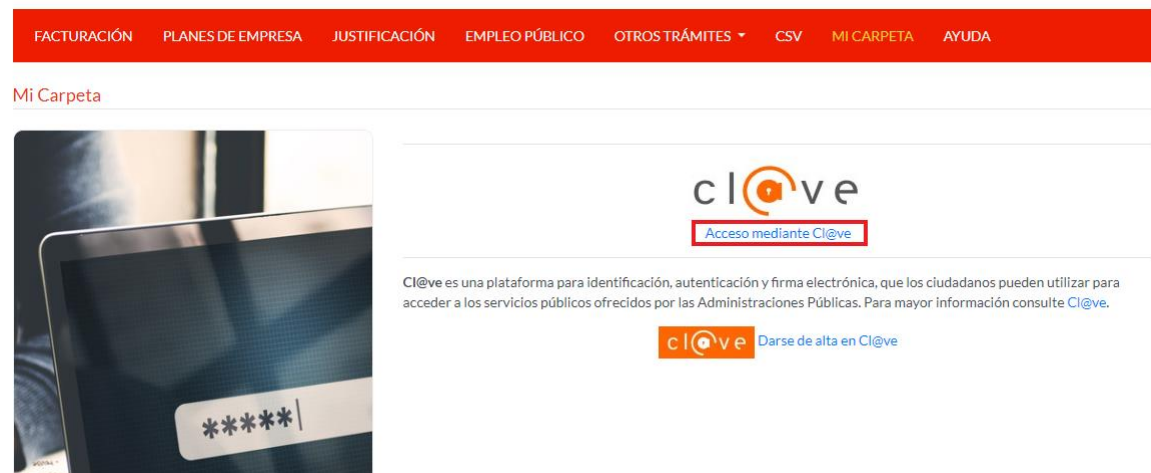 FACTURACIÓN PLANES DE EMPRESA JUSTIFICACIÓN EMPLEO PÚBLICO OTROS TRÁMITES CSV MI CARPETA AYUDA
Mi Carpeta
cl@ve
Acceso mediante Cl@ve
Cl@ve es una plataforma para identificación, autenticación y firma electrónica, que los ciudadanos pueden utilizar para
acceder a los servicios públicos ofrecidos por las Administraciones Públicas. Para mayor información consulte Cl@ve.
cl@ve Darse de alta en Cl@ve
*****